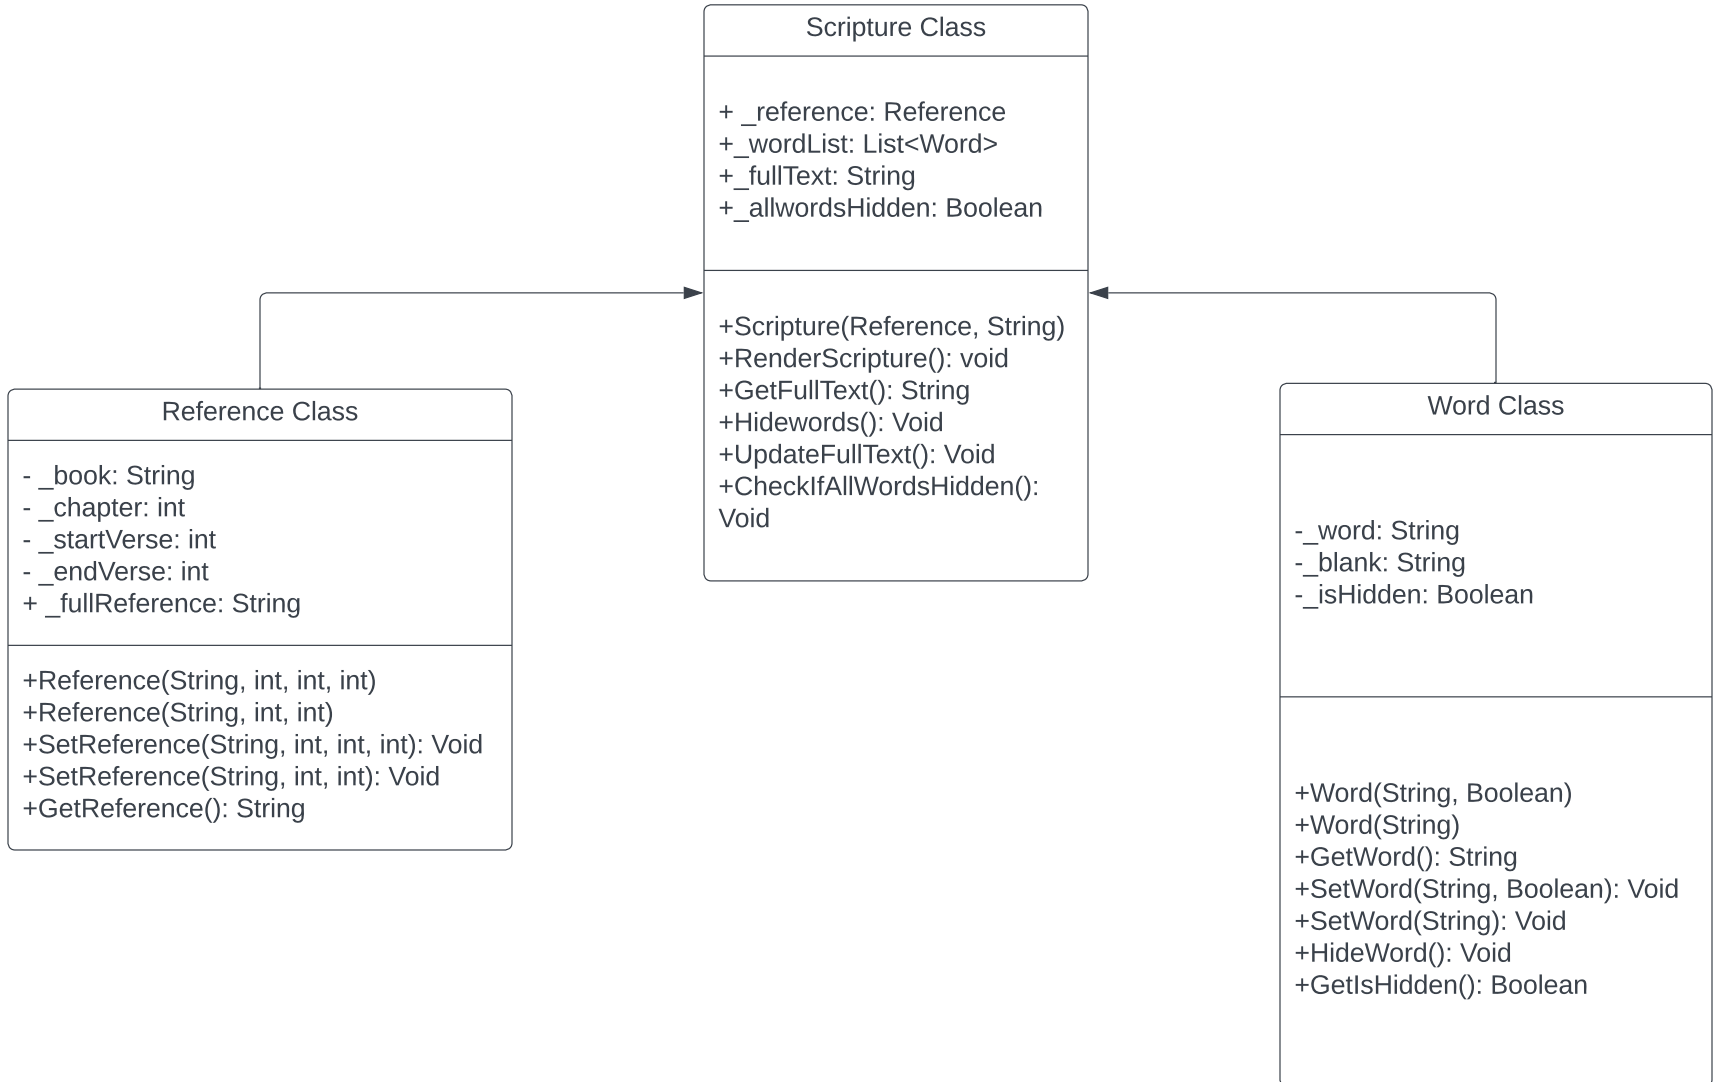 Scripture Class
+ _reference: Reference
+_wordList: List<Word>
+_fullText: String
+_allwordsHidden: Boolean
+Scripture(Reference, String)
+RenderScripture(): void
+GetFullText(): String
+Hidewords(): Void
+UpdateFullText(): Void
+CheckIfAllWordsHidden():
Void
Reference Class
- _book: String
- _chapter: int
- _startVerse: int
- _endVerse: int
+ _fullReference: String
+Reference(String, int, int, int)
+Reference(String, int, int)
+SetReference(String, int, int, int): Void
+SetReference(String, int, int): Void
+GetReference(): String
Word Class
-_word: String
-_blank: String
-_isHidden: Boolean
+Word(String, Boolean)
+Word(String)
+GetWord(): String
+SetWord(String, Boolean): Void
+SetWord(String): Void
+HideWord(): Void
+GetIsHidden(): Boolean